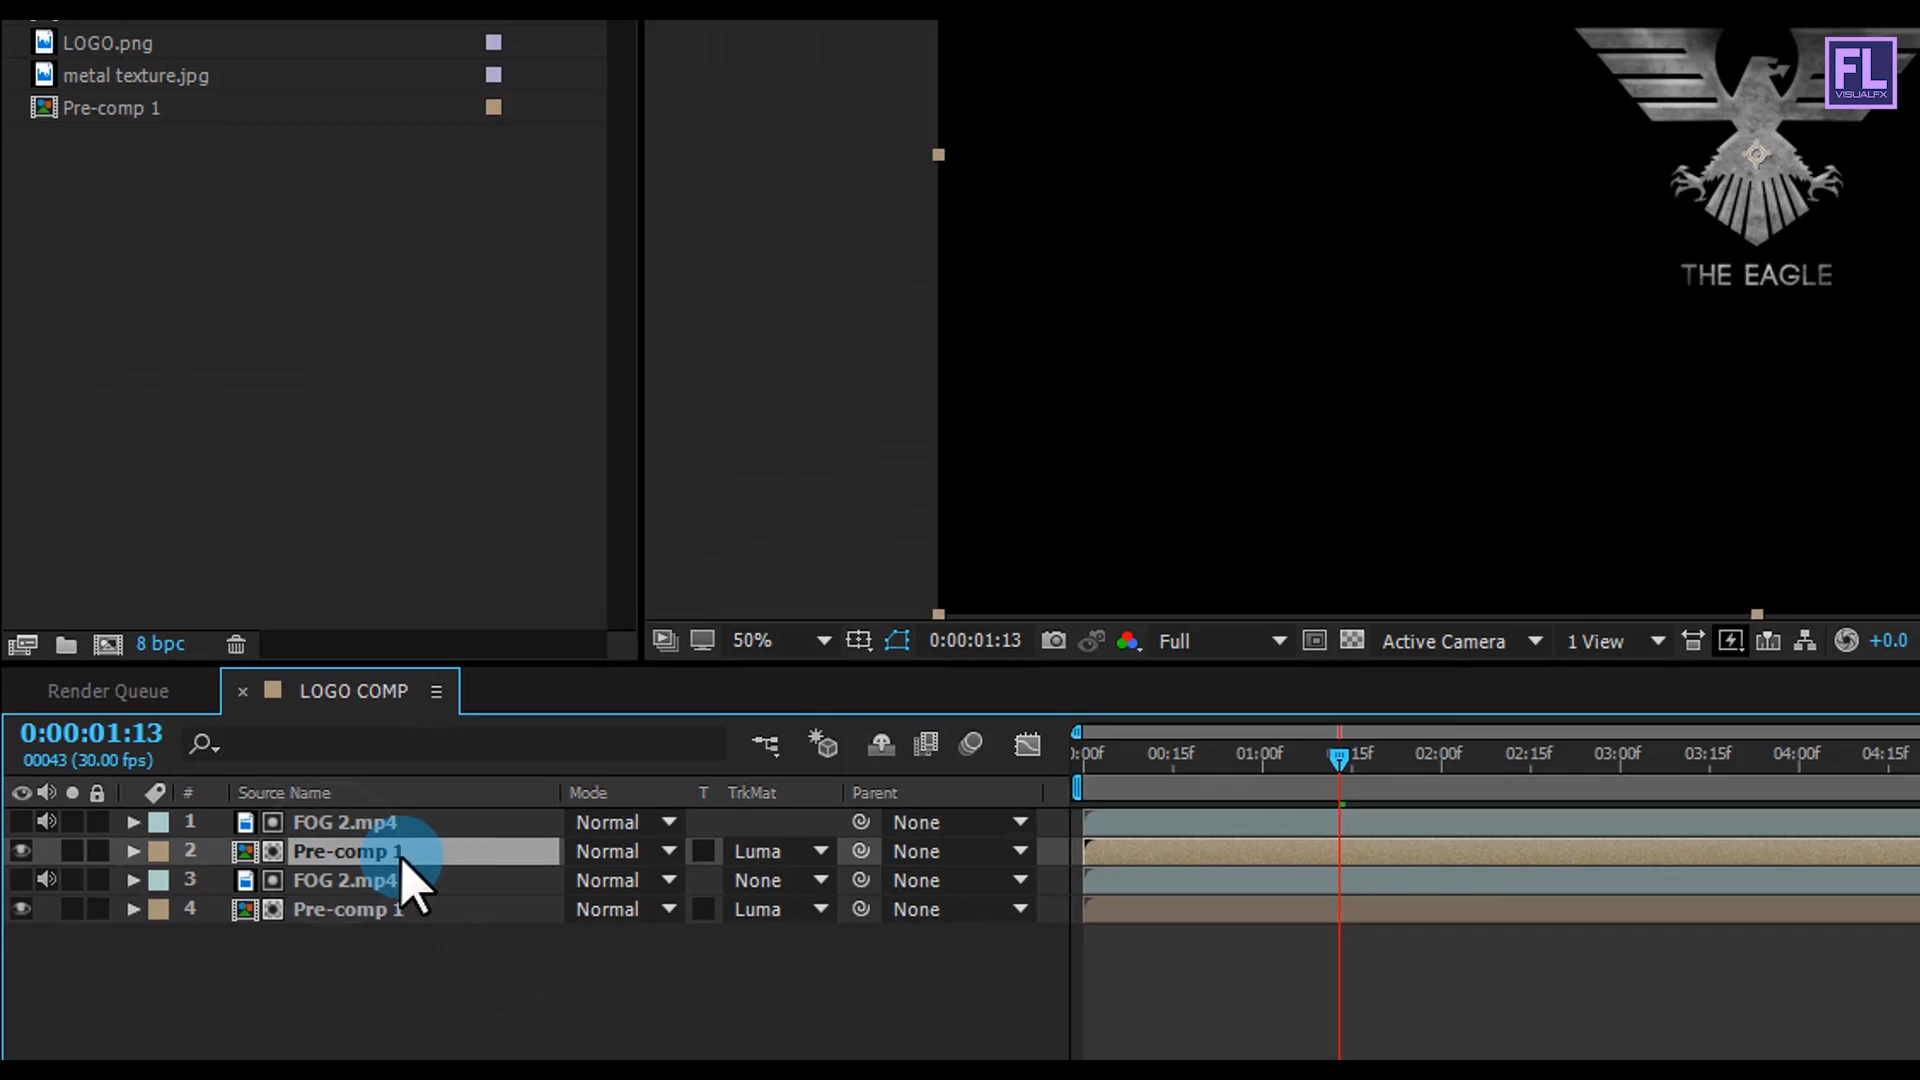 LOGO.png
metal texture.jpg
Pre-comp 1
FL
VISUALFX
THE EAGLE
8 bpc
50% 0:00:01:13 Full Active Camera 1 View +0.0
Render Queue × LOGO COMP
0:00:01:13
00043 (30.00 fps)
0:00f 00:15f 01:00f 15f 02:00f 02:15f 03:00f 03:15f 04:00f 04:15f
# Source Name Mode T TrkMat Parent
1 FOG 2.mp4 Normal None
2 Pre-comp 1 Normal Luma None
3 FOG 2.mp4 Normal None None
4 Pre-comp 1 Normal Luma None